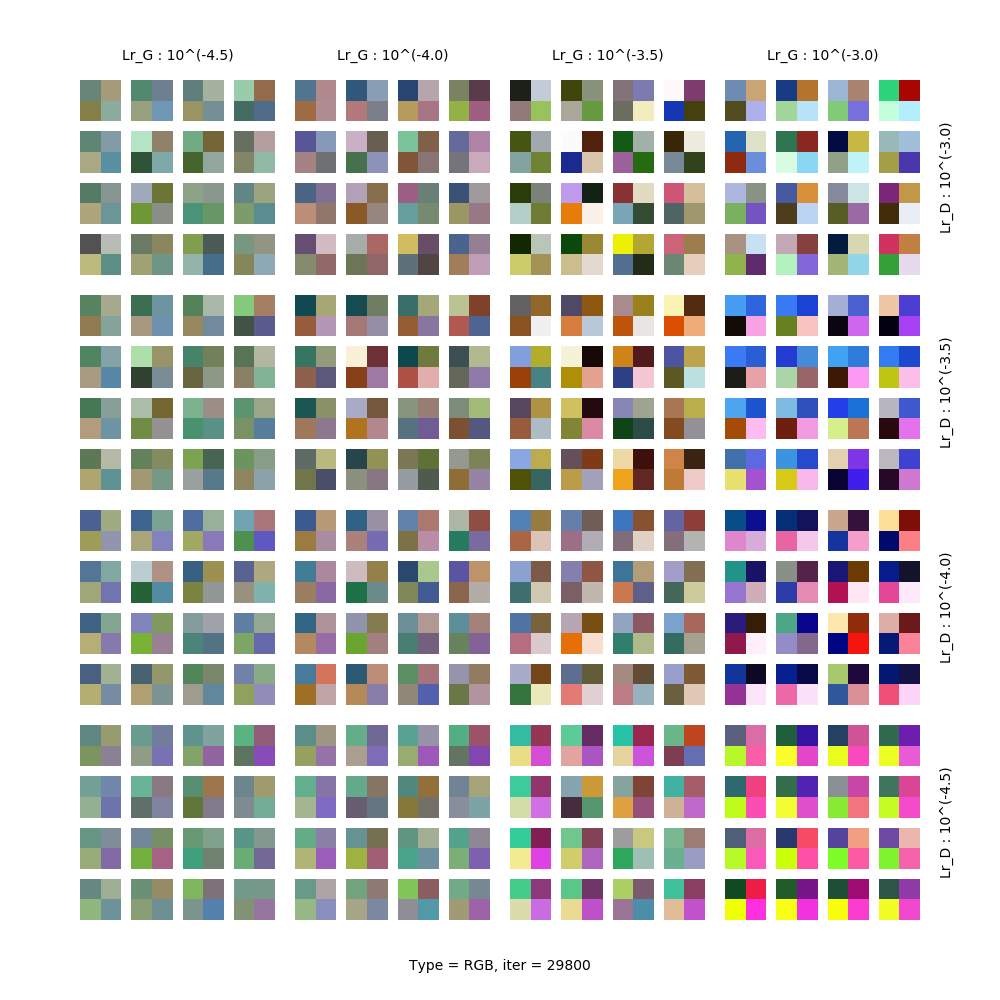 Lr_G : 10^(-4.5)
Lr_G : 10^(-4.0)
Lr_G : 10^(-3.5)
Lr_G : 10^(-3.0)
Lr_D : 10^(-3.0)
Lr_D : 10^(-3.5)
Lr_D : 10^(-4.0)
Lr_D : 10^(-4.5)
Type = RGB, iter = 29800